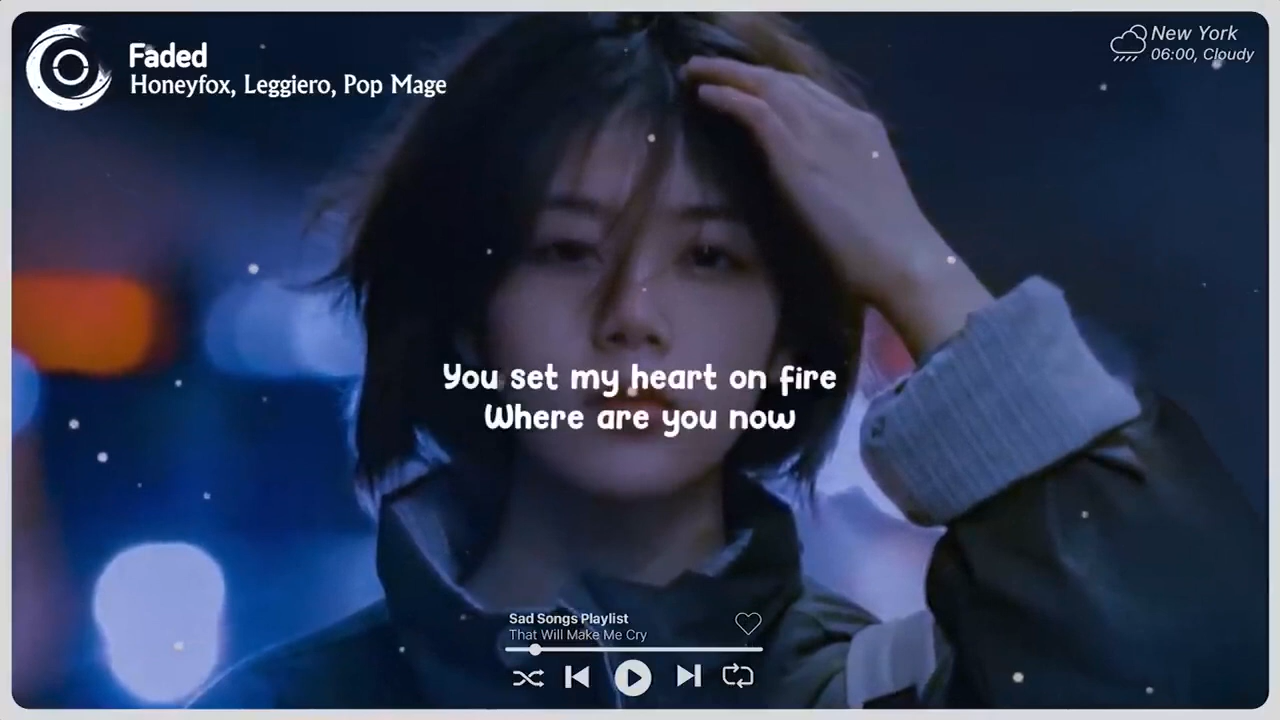 Faded
Honeyfox, Leggiero, Pop Mage
New York
06:00, Cloudy
You set my heart on fire
Where are you now
Sad Songs Playlist
That Will Make Me Cry